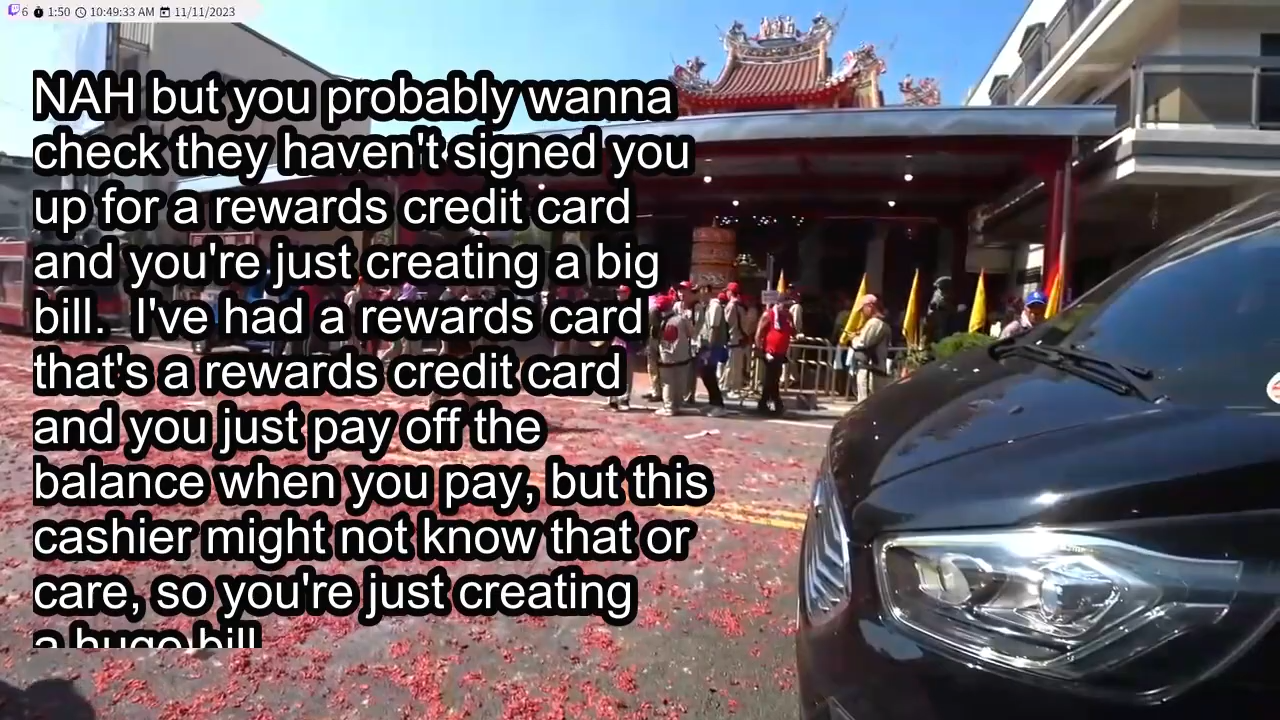 6 1:50 10:49:33 AM 11/11/2023
NAH but you probably wanna
check they haven't signed you
up for a rewards credit card
and you're just creating a big
bill.  I've had a rewards card
that's a rewards credit card
and you just pay off the
balance when you pay, but this
cashier might not know that or
care, so you're just creating
a huge bill